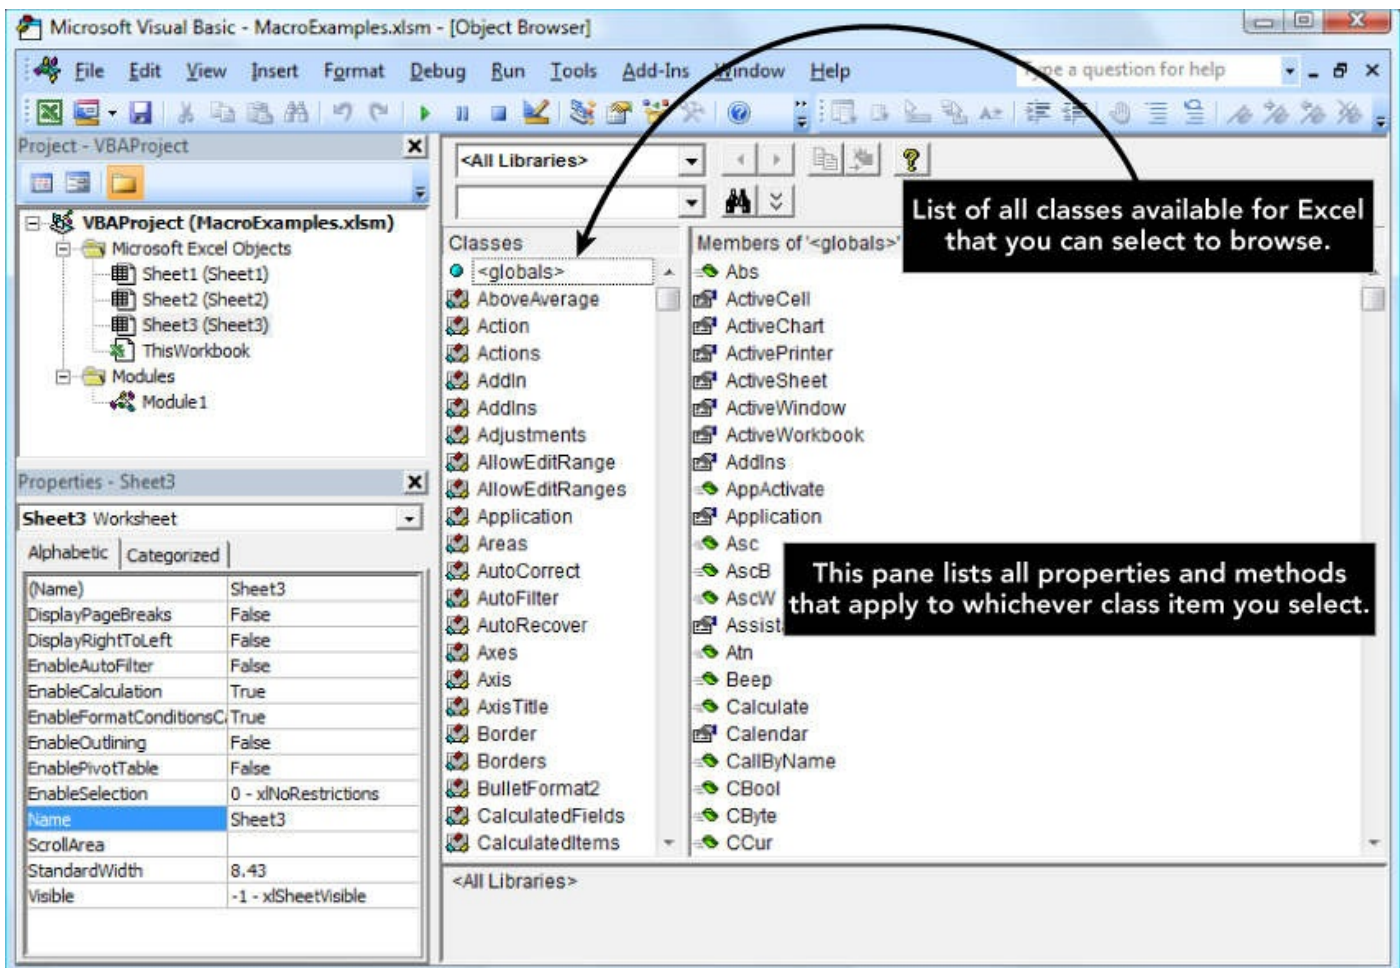 Microsoft Visual Basic - MacroExamples.xlsm - [Object Browser]
File Edit View Insert Format Debug Run Tools Add-Ins Window Help
Type a question for help
Project - VBAProject
VBAProject (MacroExamples.xlsm)
Microsoft Excel Objects
Sheet1 (Sheet1)
Sheet2 (Sheet2)
Sheet3 (Sheet3)
ThisWorkbook
Modules
Module1
Properties - Sheet3
Sheet3 Worksheet
Alphabetic Categorized
(Name) Sheet3
DisplayPageBreaks False
DisplayRightToLeft False
EnableAutoFilter False
EnableCalculation True
EnableFormatConditionsC True
EnableOutlining False
EnablePivotTable False
EnableSelection 0 - xlNoRestrictions
Name Sheet3
ScrollArea
StandardWidth 8.43
Visible -1 - xlSheetVisible
<All Libraries>
List of all classes available for Excel
that you can select to browse.
Classes
<globals>
AboveAverage
Action
Actions
AddIn
AddIns
Adjustments
AllowEditRange
AllowEditRanges
Application
Areas
AutoCorrect
AutoFilter
AutoRecover
Axes
Axis
AxisTitle
Border
Borders
BulletFormat2
CalculatedFields
CalculatedItems
Members of '<globals>'
Abs
ActiveCell
ActiveChart
ActivePrinter
ActiveSheet
ActiveWindow
ActiveWorkbook
AddIns
AppActivate
Application
Asc
AscB
AscW
Assist
Atn
Beep
Calculate
Calendar
CallByName
CBool
CByte
CCur
This pane lists all properties and methods
that apply to whichever class item you select.
<All Libraries>